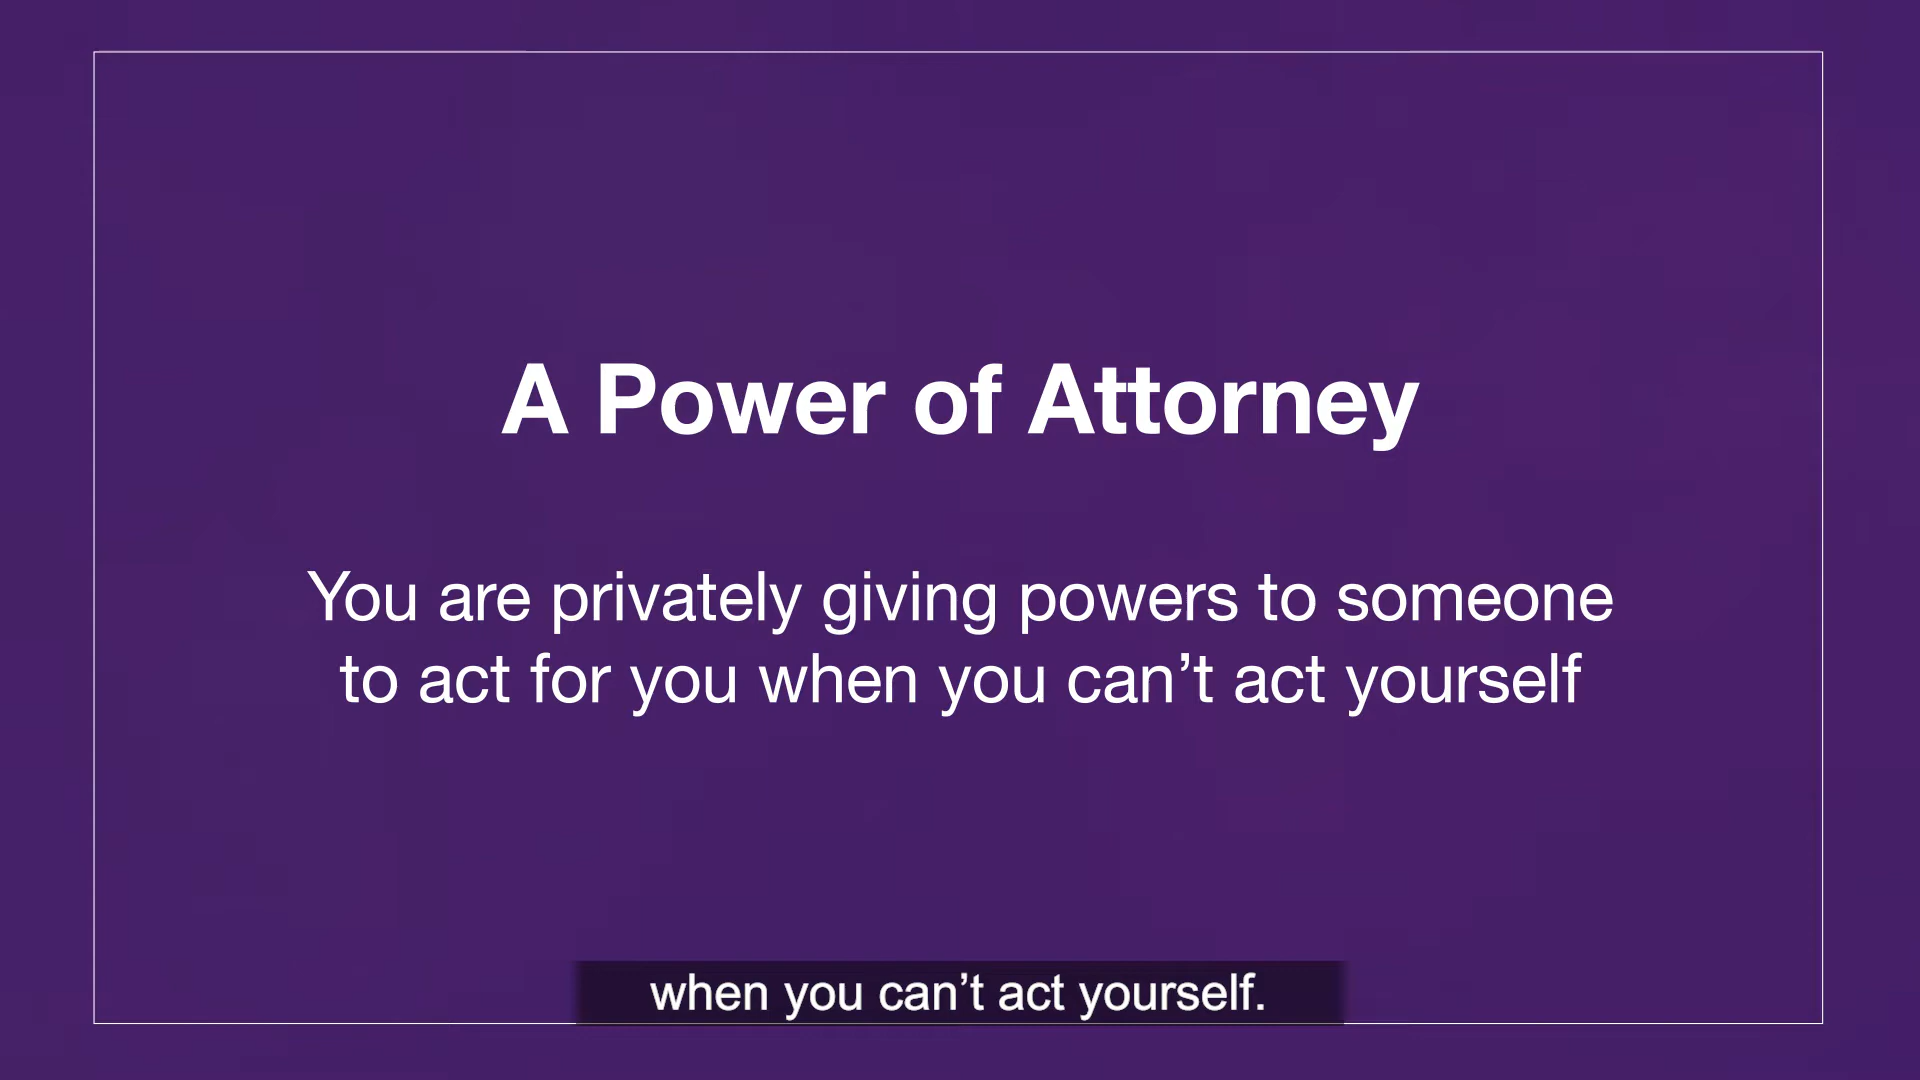 A Power of Attorney
You are privately giving powers to someone
to act for you when you can’t act yourself
when you can’t act yourself.